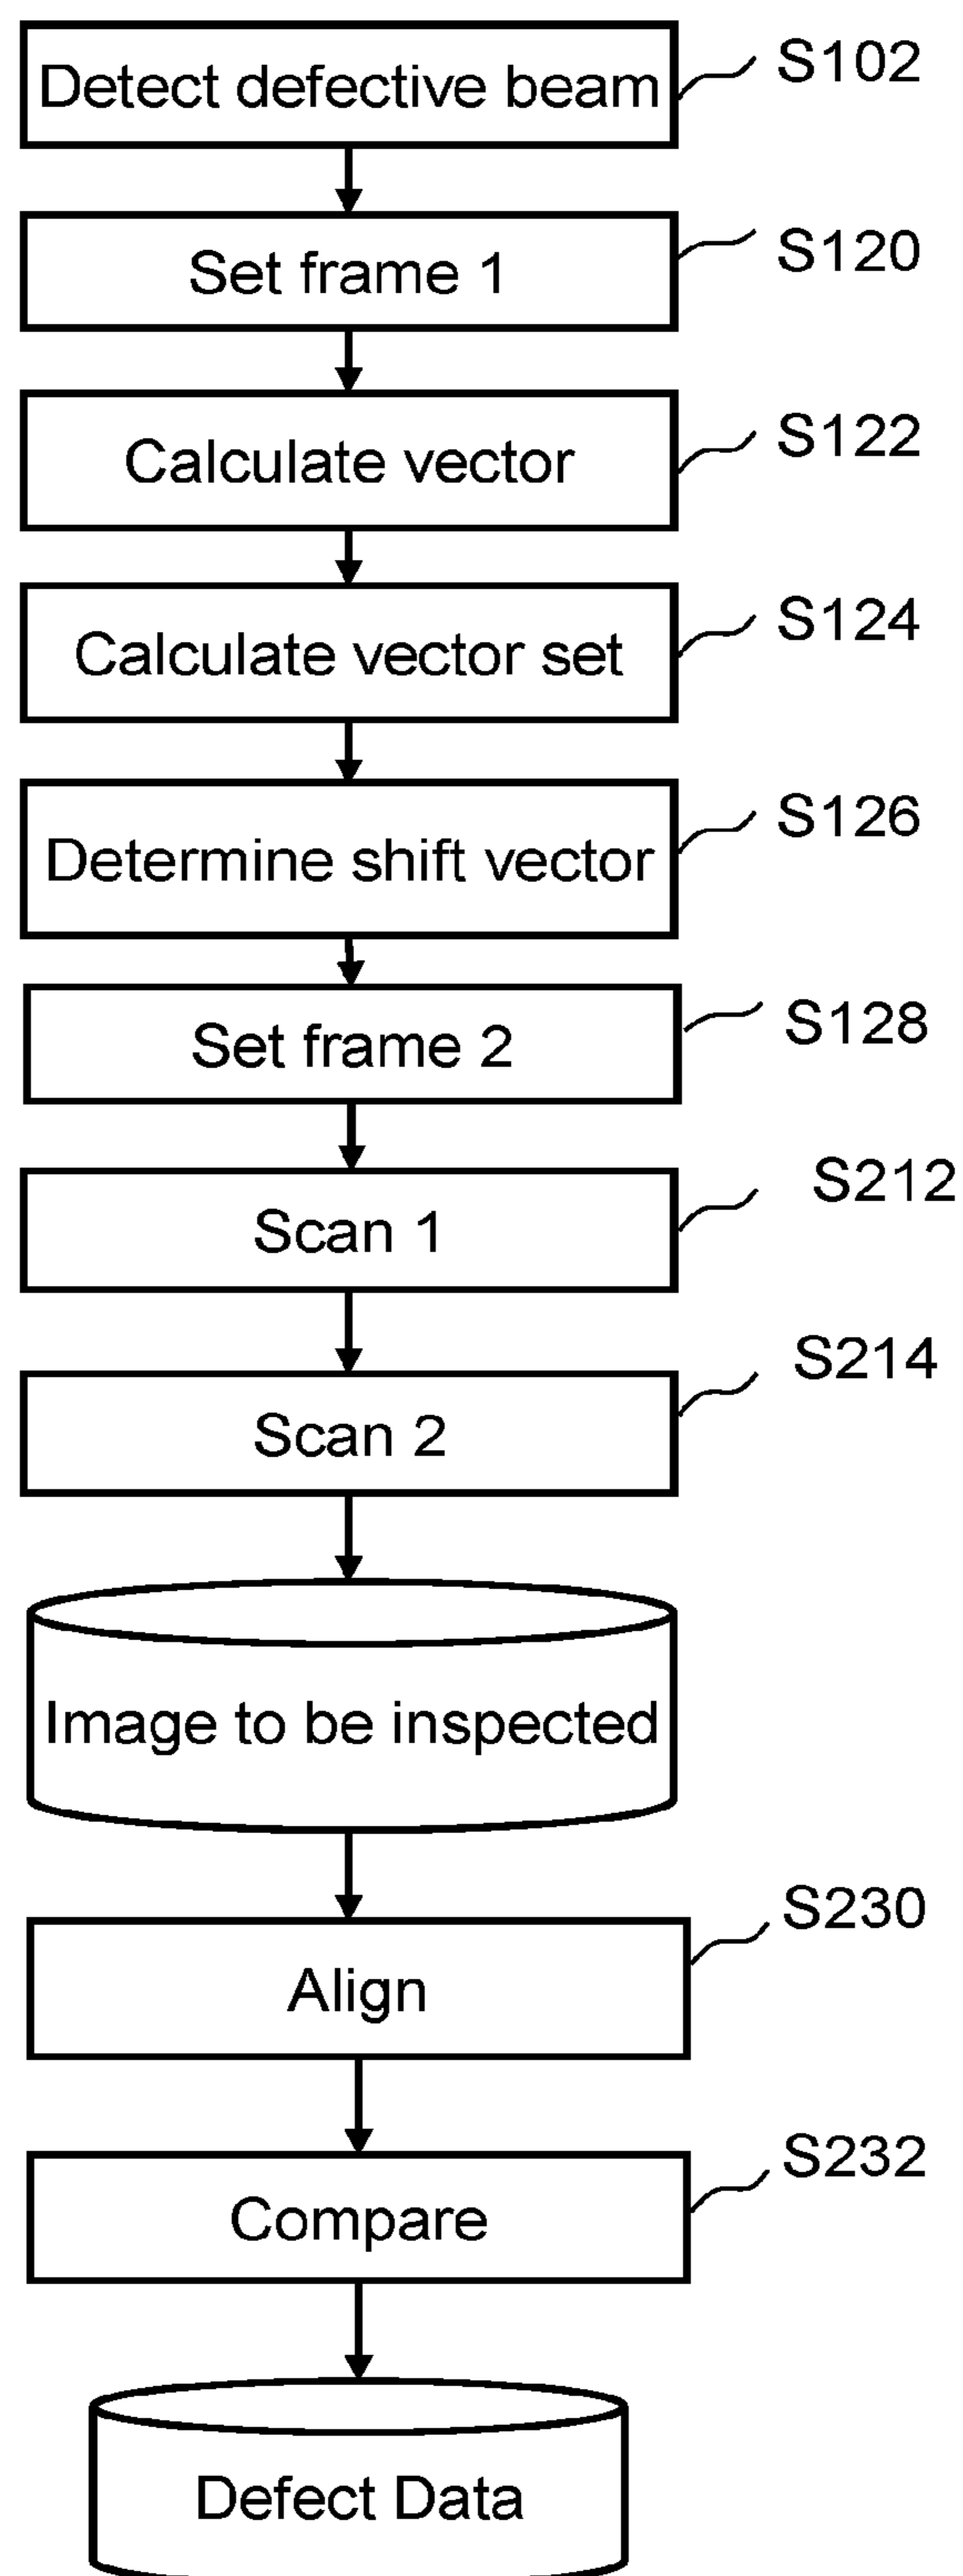 Detect defective beam
S102
Set frame 1
S120
Calculate vector
S122
Calculate vector set
S124
Determine shift vector
S126
Set frame 2
S128
Scan 1
S212
Scan 2
S214
Image to be inspected
Align
S230
Compare
S232
Defect Data